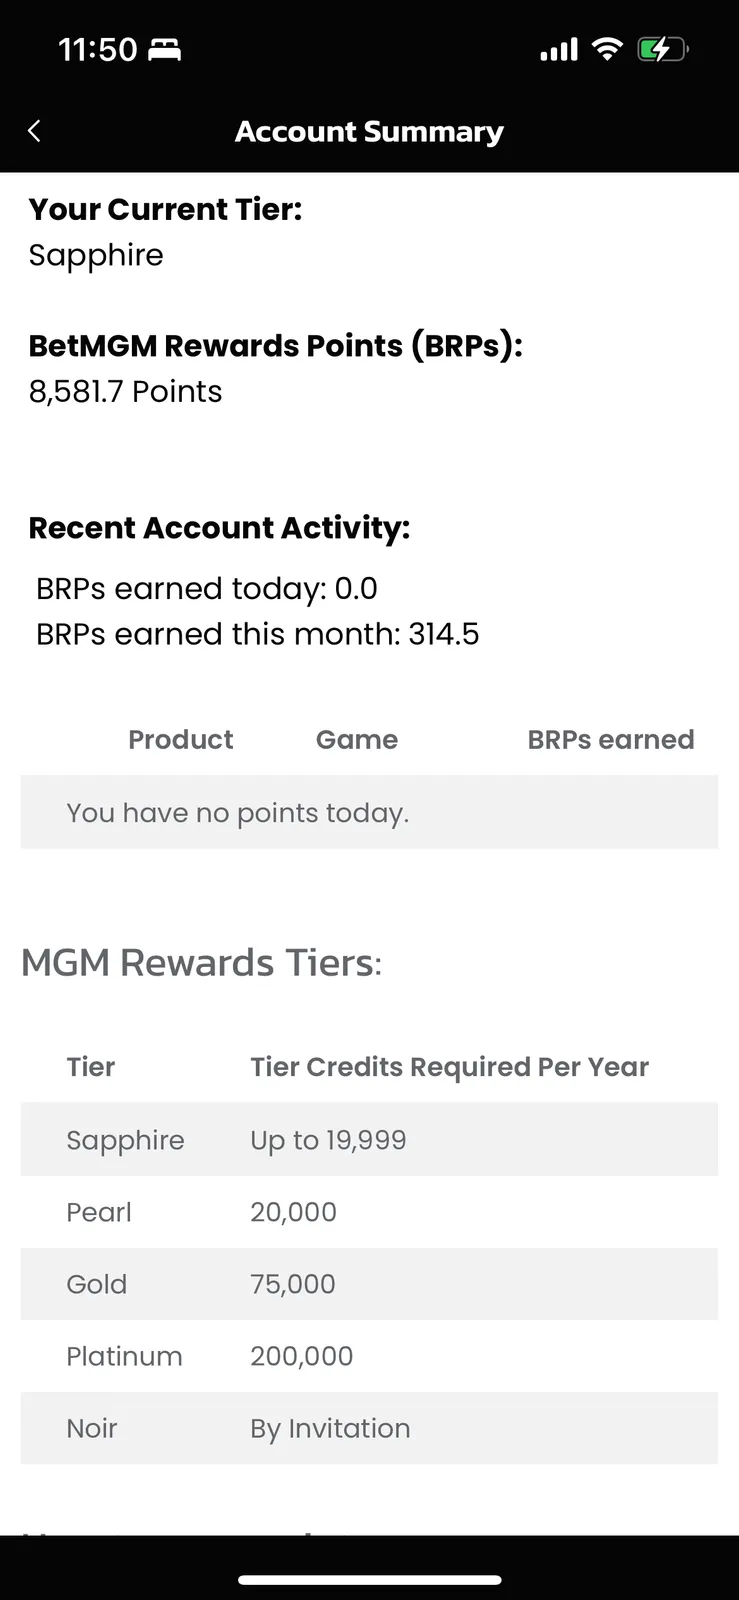 11:50
Account Summary
Your Current Tier:
Sapphire
BetMGM Rewards Points (BRPs):
8,581.7 Points
Recent Account Activity:
BRPs earned today: 0.0
BRPs earned this month: 314.5
Product Game BRPs earned
You have no points today.
MGM Rewards Tiers:
Tier Tier Credits Required Per Year
Sapphire Up to 19,999
Pearl 20,000
Gold 75,000
Platinum 200,000
Noir By Invitation